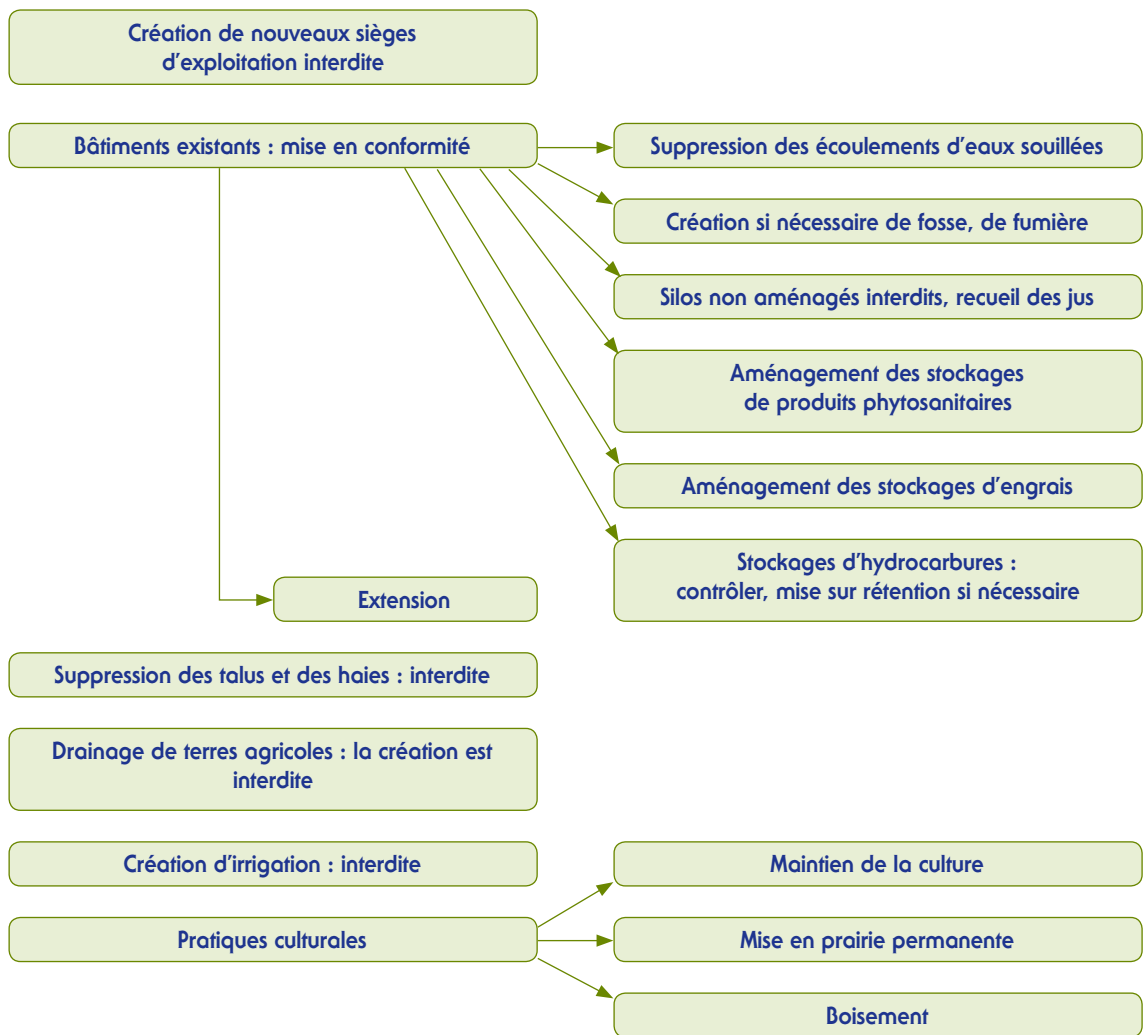 Création de nouveaux sièges
d'exploitation interdite
Bâtiments existants : mise en conformité
Suppression des écoulements d'eaux souillées
Création si nécessaire de fosse, de fumière
Silos non aménagés interdits, recueil des jus
Aménagement des stockages
de produits phytosanitaires
Aménagement des stockages d'engrais
Stockages d'hydrocarbures :
contrôler, mise sur rétention si nécessaire
Extension
Suppression des talus et des haies : interdite
Drainage de terres agricoles : la création est
interdite
Création d'irrigation : interdite
Pratiques culturales
Maintien de la culture
Mise en prairie permanente
Boisement